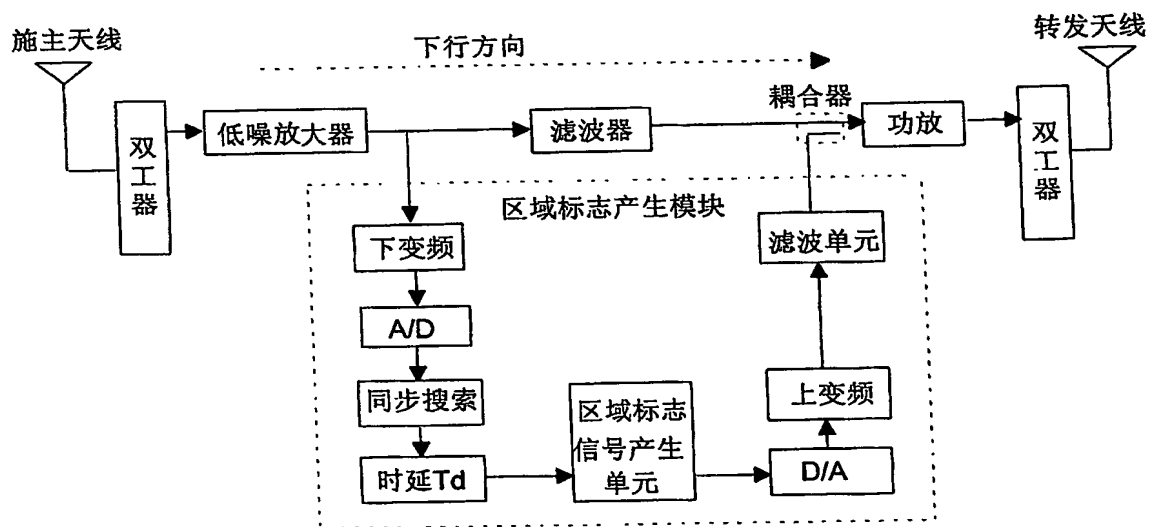 施主天线
下行方向
转发天线
双工器
低噪放大器
滤波器
耦合器
功放
双工器
区域标志产生模块
下变频
滤波单元
A/D
同步搜索
上变频
区域标志
信号产生
单元
时延Td
D/A